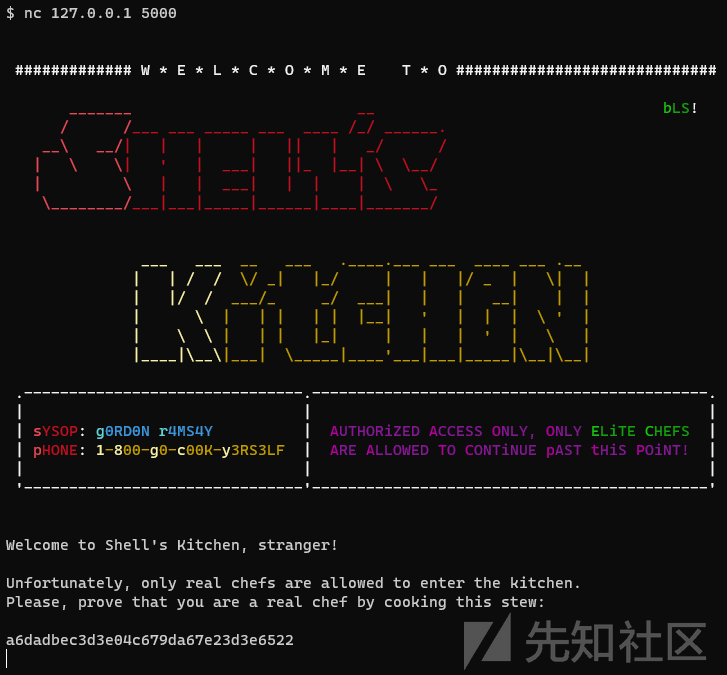 $ nc 127.0.0.1 5000
############# W * E * L * C * O * M * E    T * O #############################
bLS!
SHELL'S
KiTCHEN
sYSOP: g0RD0N r4MS4Y
pHONE: 1-800-g0-c00K-y3RS3LF
AUTHORiZED ACCESS ONLY, ONLY ELiTE CHEFS
ARE ALLOWED TO CONTiNUE pAST tHiS POiNT!
Welcome to Shell's Kitchen, stranger!
Unfortunately, only real chefs are allowed to enter the kitchen.
Please, prove that you are a real chef by cooking this stew:
a6dadbec3d3e04c679da67e23d3e6522
先知社区